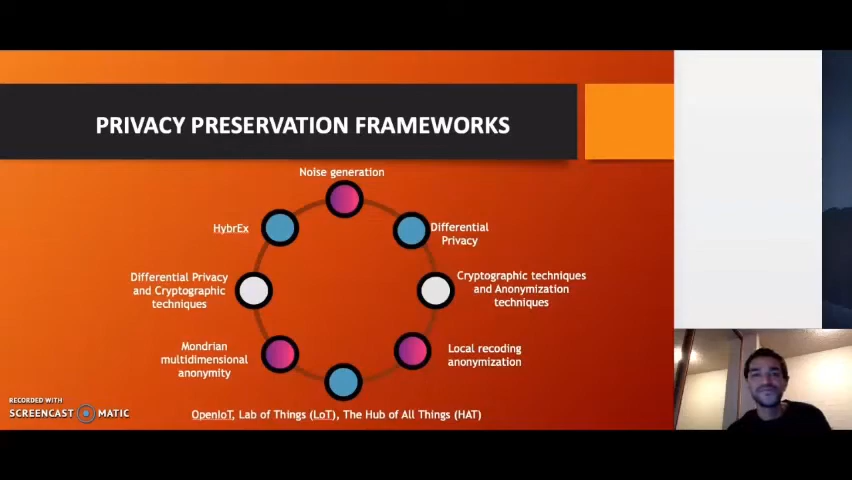 PRIVACY PRESERVATION FRAMEWORKS
Noise generation
HybrEx
Differential
Privacy
Differential Privacy
and Cryptographic
techniques
Cryptographic techniques
and Anonymization
techniques
Mondrian
multidimensional
anonymity
Local recoding
anonymization
OpenIoT, Lab of Things (LoT), The Hub of All Things (HAT)
RECORDED WITH
SCREENCAST MATIC